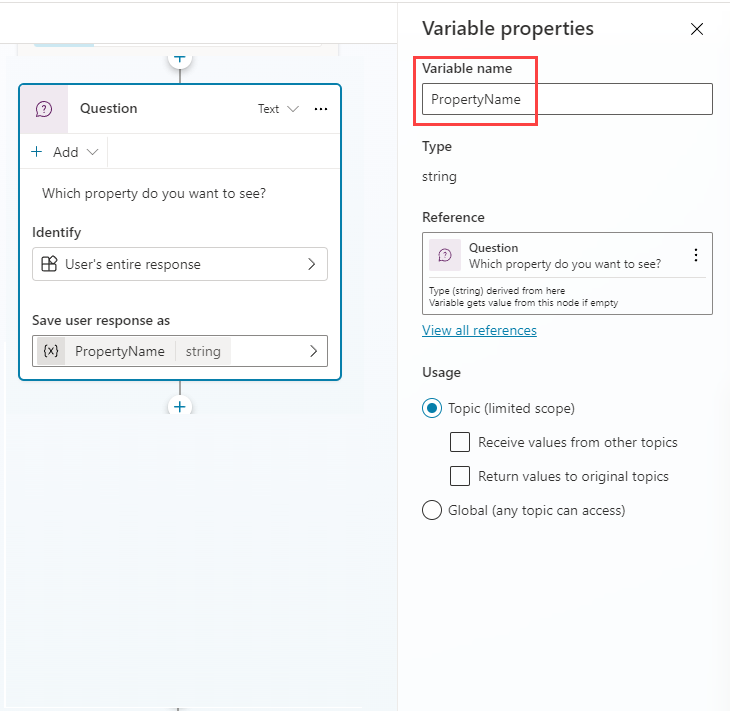 Question
Text
Add
Which property do you want to see?
Identify
User's entire response
Save user response as
{x} PropertyName string
Variable properties
Variable name
PropertyName
Type
string
Reference
Question
Which property do you want to see?
Type (string) derived from here
Variable gets value from this node if empty
View all references
Usage
Topic (limited scope)
Receive values from other topics
Return values to original topics
Global (any topic can access)